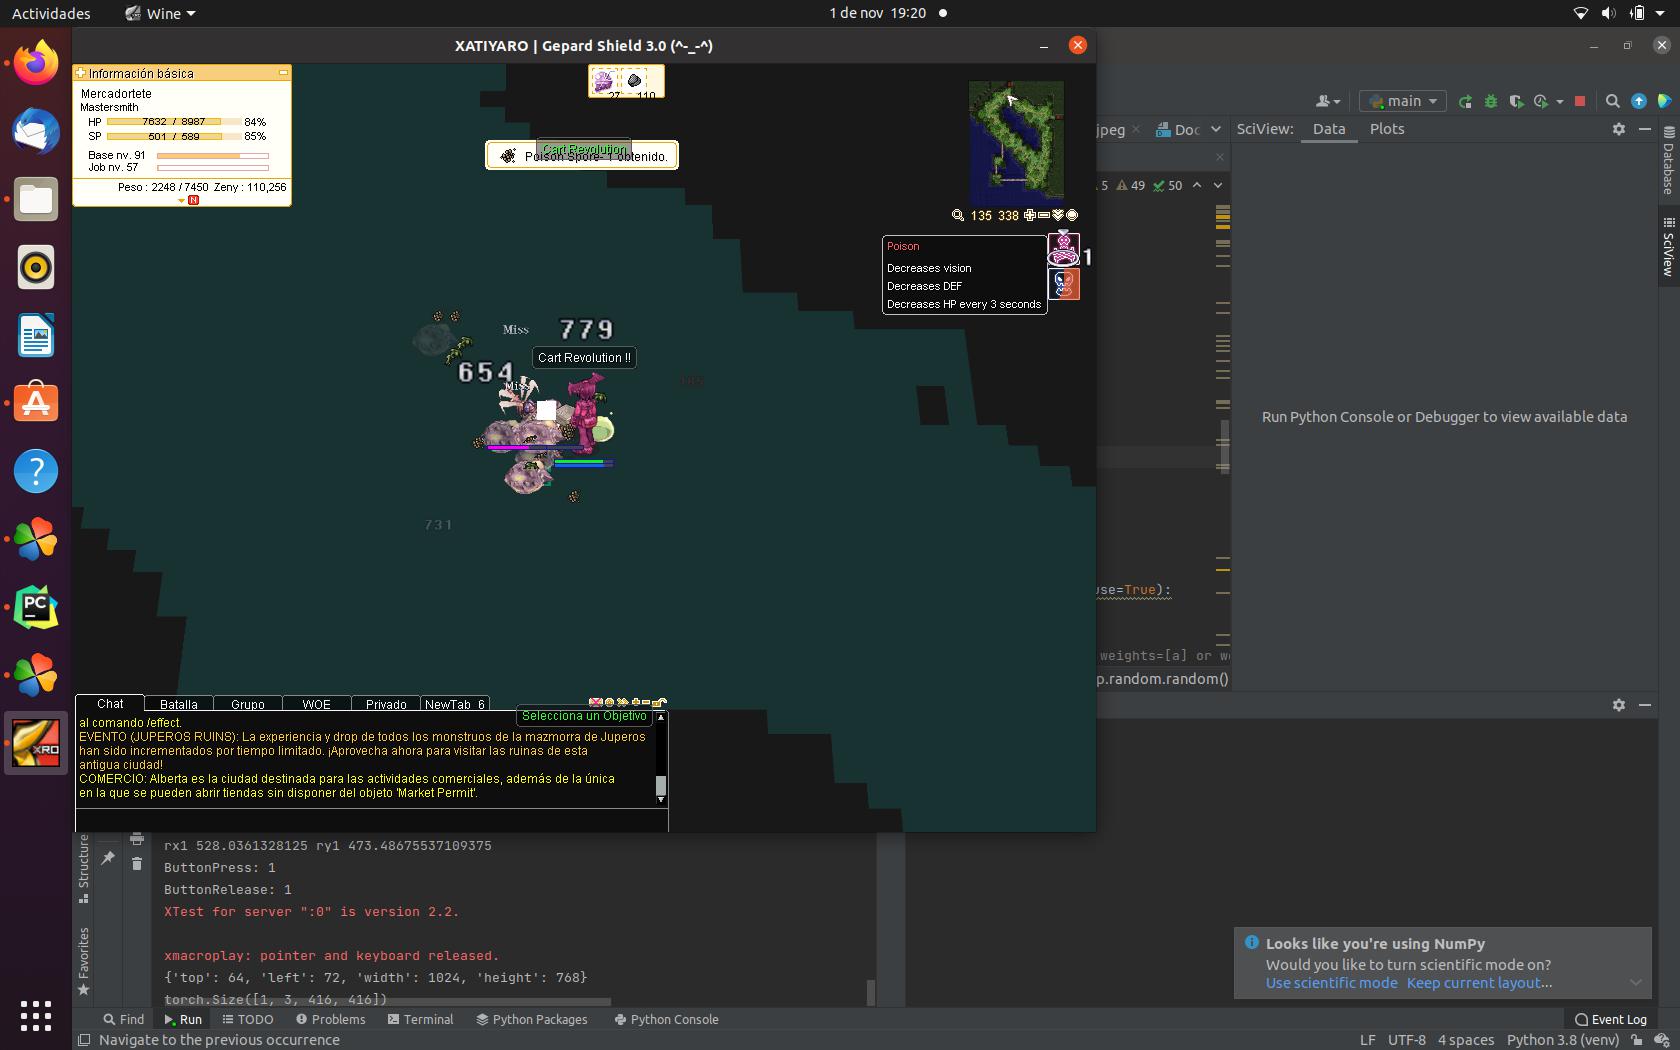 Actividades
Wine
1 de nov 19:20
XATIYARO | Gepard Shield 3.0 (^-_-^)
Información básica
Mercadortete
Mastersmith
HP 7632 / 8987 84%
SP 501 / 589 85%
Base nv. 91
Job nv. 57
Peso : 2248 / 7450 Zeny : 110,256
N
27 110
Cart Revolution
Poison Spore- 1 obtenido.
135 338
Poison
Decreases vision
Decreases DEF
Decreases HP every 3 seconds
1
Miss
779
Cart Revolution !!
654
Miss
731
Chat
Batalla
Grupo
WOE
Privado
NewTab_6
Selecciona un Objetivo
al comando /effect.
EVENTO (JUPEROS RUINS): La experiencia y drop de todos los monstruos de la mazmorra de Juperos
han sido incrementados por tiempo limitado. ¡Aprovecha ahora para visitar las ruinas de esta
antigua ciudad!
COMERCIO: Alberta es la ciudad destinada para las actividades comerciales, además de la única
en la que se pueden abrir tiendas sin disponer del objeto 'Market Permit'.
main
jpeg
Doc
SciView:
Data
Plots
5 49 50
Database
SciView
Run Python Console or Debugger to view available data
use=True):
weights=[a] or we
p.random.random()
PC
XRO
Structure
Favorites
rx1 528.0361328125 ry1 473.48675537109375
ButtonPress: 1
ButtonRelease: 1
XTest for server ":0" is version 2.2.
xmacroplay: pointer and keyboard released.
{'top': 64, 'left': 72, 'width': 1024, 'height': 768}
torch.Size([1, 3, 416, 416])
Looks like you're using NumPy
Would you like to turn scientific mode on?
Use scientific mode Keep current layout...
Find
Run
TODO
Problems
Terminal
Python Packages
Python Console
Event Log
Navigate to the previous occurrence
LF UTF-8 4 spaces Python 3.8 (venv)